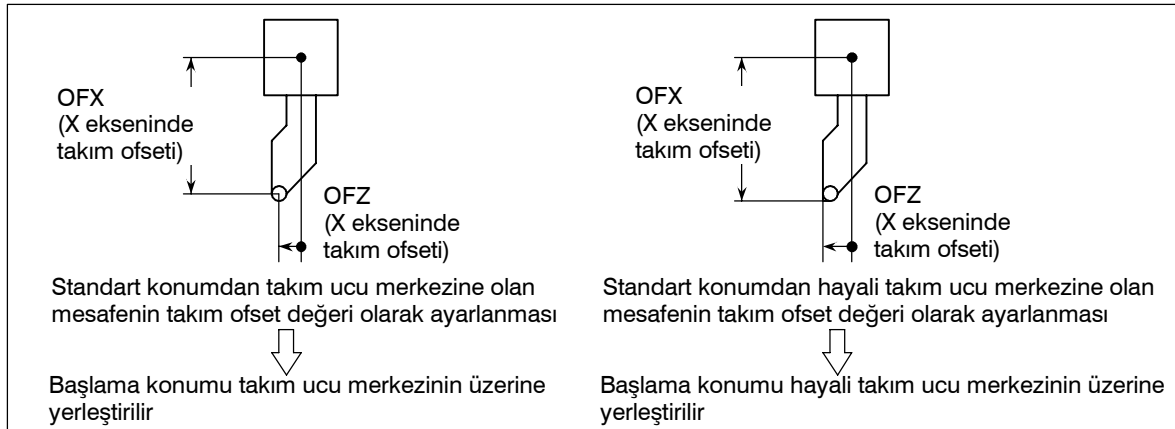 OFX
(X ekseninde
takım ofseti)
OFZ
(X ekseninde
takım ofseti)
Standart konumdan takım ucu merkezine olan
mesafenin takım ofset değeri olarak ayarlanması
Başlama konumu takım ucu merkezinin üzerine
yerleştirilir
OFX
(X ekseninde
takım ofseti)
OFZ
(X ekseninde
takım ofseti)
Standart konumdan hayali takım ucu merkezine olan
mesafenin takım ofset değeri olarak ayarlanması
Başlama konumu hayali takım ucu merkezinin üzerine
yerleştirilir